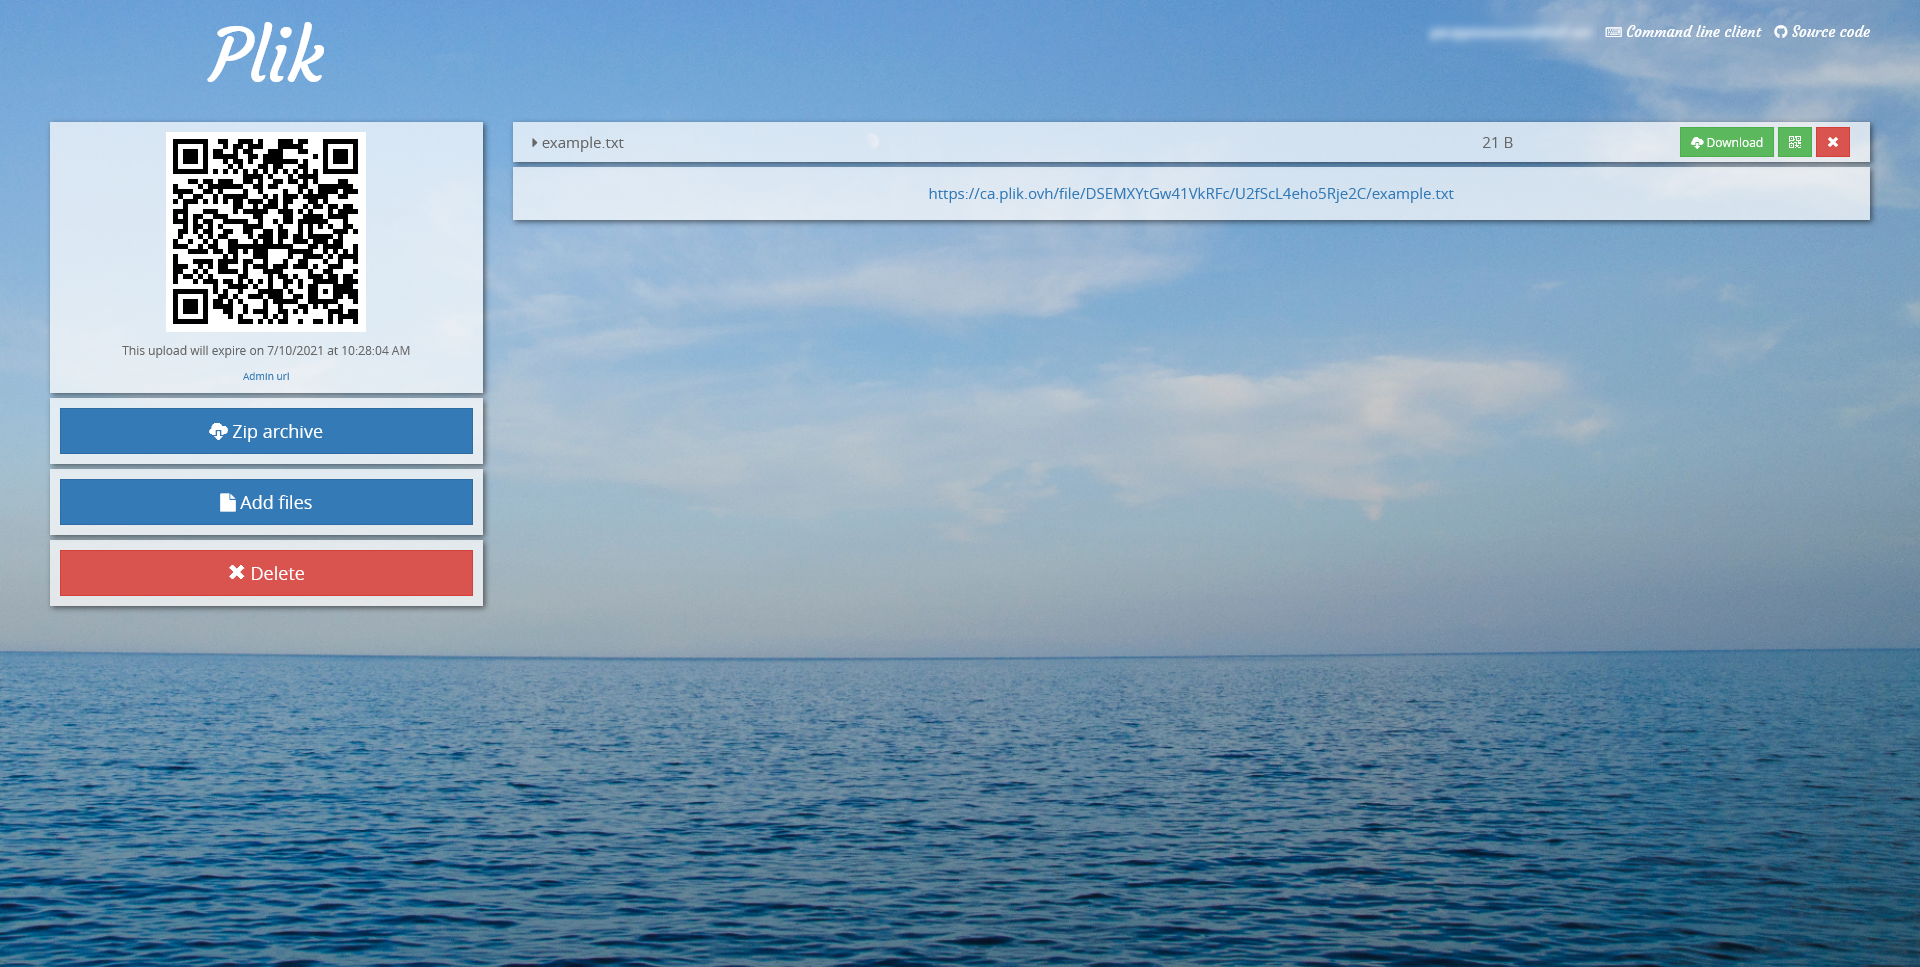 Plik
Command line client
Source code
example.txt
21 B
Download
https://ca.plik.ovh/file/DSEMXYtGw41VkRFc/U2fScL4eho5Rje2C/example.txt
This upload will expire on 7/10/2021 at 10:28:04 AM
Admin url
Zip archive
Add files
Delete